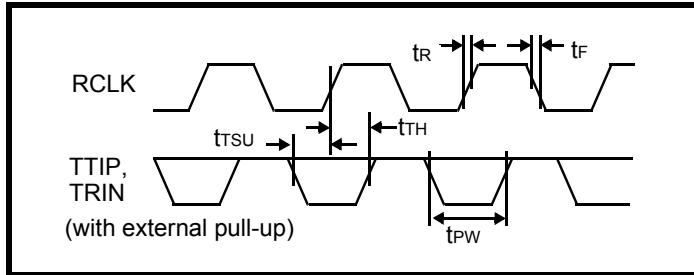 tR
tF
RCLK
tTSU
tTH
TTIP,
TRIN
(with external pull-up)
tPW